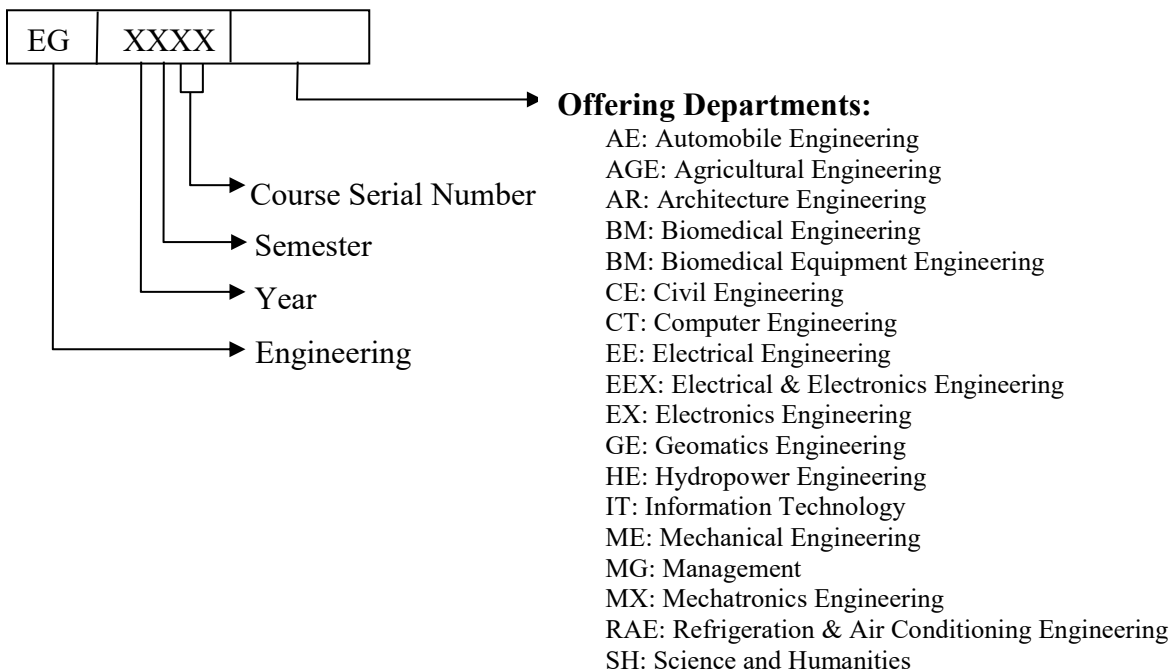 EG XXXX
Offering Departments:
AE: Automobile Engineering
AGE: Agricultural Engineering
AR: Architecture Engineering
BM: Biomedical Engineering
BM: Biomedical Equipment Engineering
CE: Civil Engineering
CT: Computer Engineering
EE: Electrical Engineering
EEX: Electrical & Electronics Engineering
EX: Electronics Engineering
GE: Geomatics Engineering
HE: Hydropower Engineering
IT: Information Technology
ME: Mechanical Engineering
MG: Management
MX: Mechatronics Engineering
RAE: Refrigeration & Air Conditioning Engineering
SH: Science and Humanities
Course Serial Number
Semester
Year
Engineering